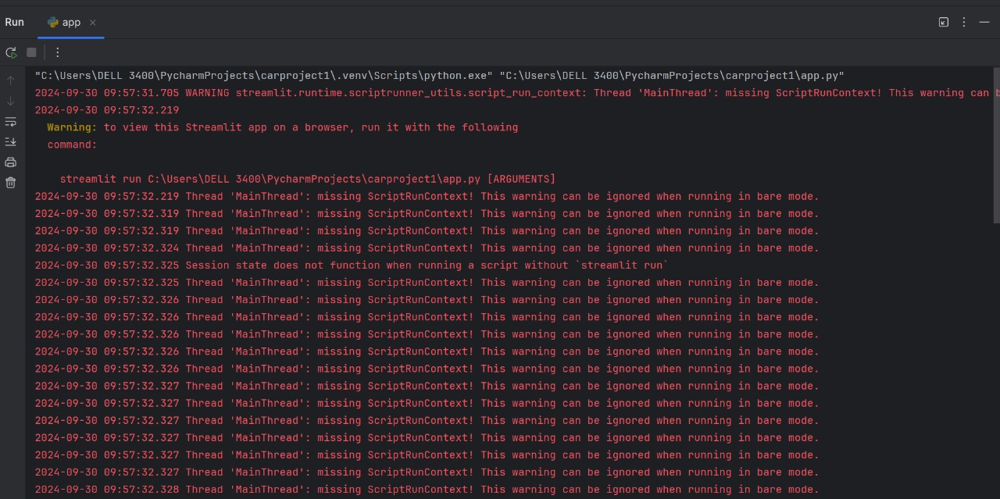 Run app
"C:\Users\DELL 3400\PycharmProjects\carproject1\.venv\Scripts\python.exe" "C:\Users\DELL 3400\PycharmProjects\carproject1\app.py"
2024-09-30 09:57:31.705 WARNING streamlit.runtime.scriptrunner_utils.script_run_context: Thread 'MainThread': missing ScriptRunContext! This warning can
2024-09-30 09:57:32.219
Warning: to view this Streamlit app on a browser, run it with the following
command:
streamlit run C:\Users\DELL 3400\PycharmProjects\carproject1\app.py [ARGUMENTS]
2024-09-30 09:57:32.219 Thread 'MainThread': missing ScriptRunContext! This warning can be ignored when running in bare mode.
2024-09-30 09:57:32.319 Thread 'MainThread': missing ScriptRunContext! This warning can be ignored when running in bare mode.
2024-09-30 09:57:32.319 Thread 'MainThread': missing ScriptRunContext! This warning can be ignored when running in bare mode.
2024-09-30 09:57:32.324 Thread 'MainThread': missing ScriptRunContext! This warning can be ignored when running in bare mode.
2024-09-30 09:57:32.325 Session state does not function when running a script without `streamlit run`
2024-09-30 09:57:32.325 Thread 'MainThread': missing ScriptRunContext! This warning can be ignored when running in bare mode.
2024-09-30 09:57:32.326 Thread 'MainThread': missing ScriptRunContext! This warning can be ignored when running in bare mode.
2024-09-30 09:57:32.326 Thread 'MainThread': missing ScriptRunContext! This warning can be ignored when running in bare mode.
2024-09-30 09:57:32.326 Thread 'MainThread': missing ScriptRunContext! This warning can be ignored when running in bare mode.
2024-09-30 09:57:32.326 Thread 'MainThread': missing ScriptRunContext! This warning can be ignored when running in bare mode.
2024-09-30 09:57:32.326 Thread 'MainThread': missing ScriptRunContext! This warning can be ignored when running in bare mode.
2024-09-30 09:57:32.327 Thread 'MainThread': missing ScriptRunContext! This warning can be ignored when running in bare mode.
2024-09-30 09:57:32.327 Thread 'MainThread': missing ScriptRunContext! This warning can be ignored when running in bare mode.
2024-09-30 09:57:32.327 Thread 'MainThread': missing ScriptRunContext! This warning can be ignored when running in bare mode.
2024-09-30 09:57:32.327 Thread 'MainThread': missing ScriptRunContext! This warning can be ignored when running in bare mode.
2024-09-30 09:57:32.327 Thread 'MainThread': missing ScriptRunContext! This warning can be ignored when running in bare mode.
2024-09-30 09:57:32.327 Thread 'MainThread': missing ScriptRunContext! This warning can be ignored when running in bare mode.
2024-09-30 09:57:32.328 Thread 'MainThread': missing ScriptRunContext! This warning can be ignored when running in bare mode.